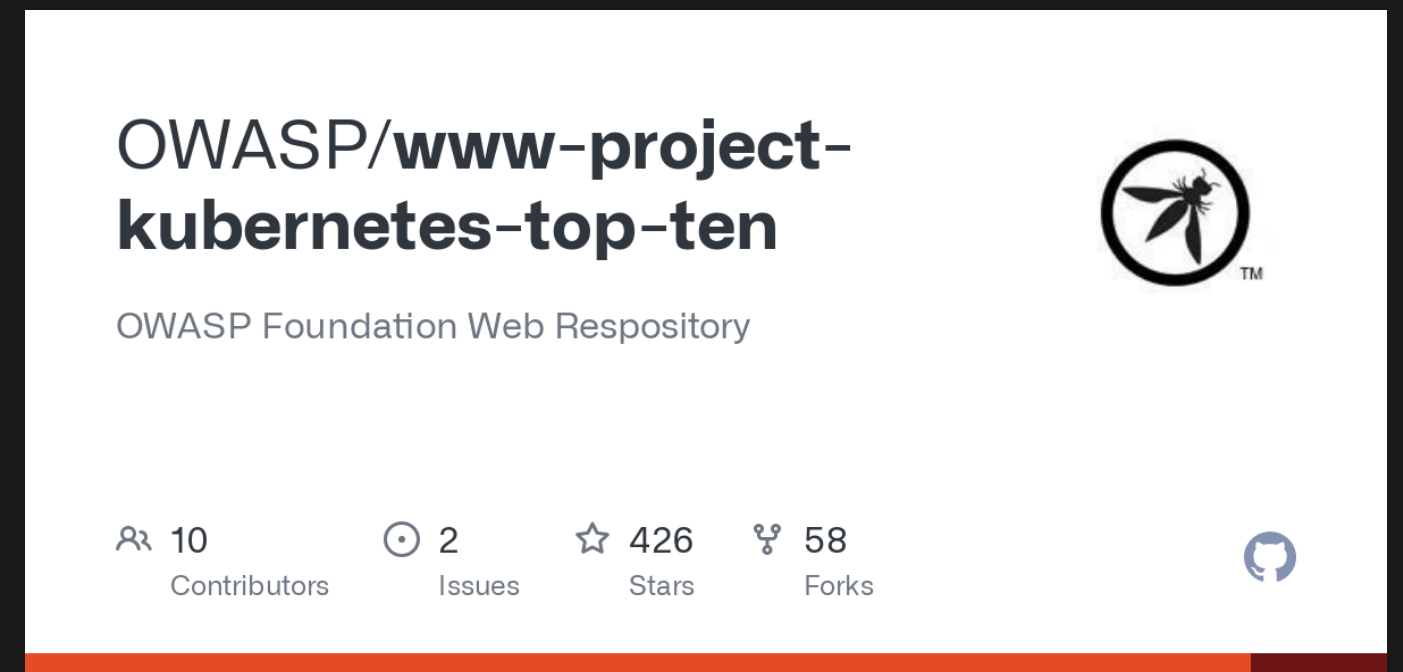 OWASP/www-project-
kubernetes-top-ten
TM
OWASP Foundation Web Respository
10
Contributors
2
Issues
426
Stars
58
Forks